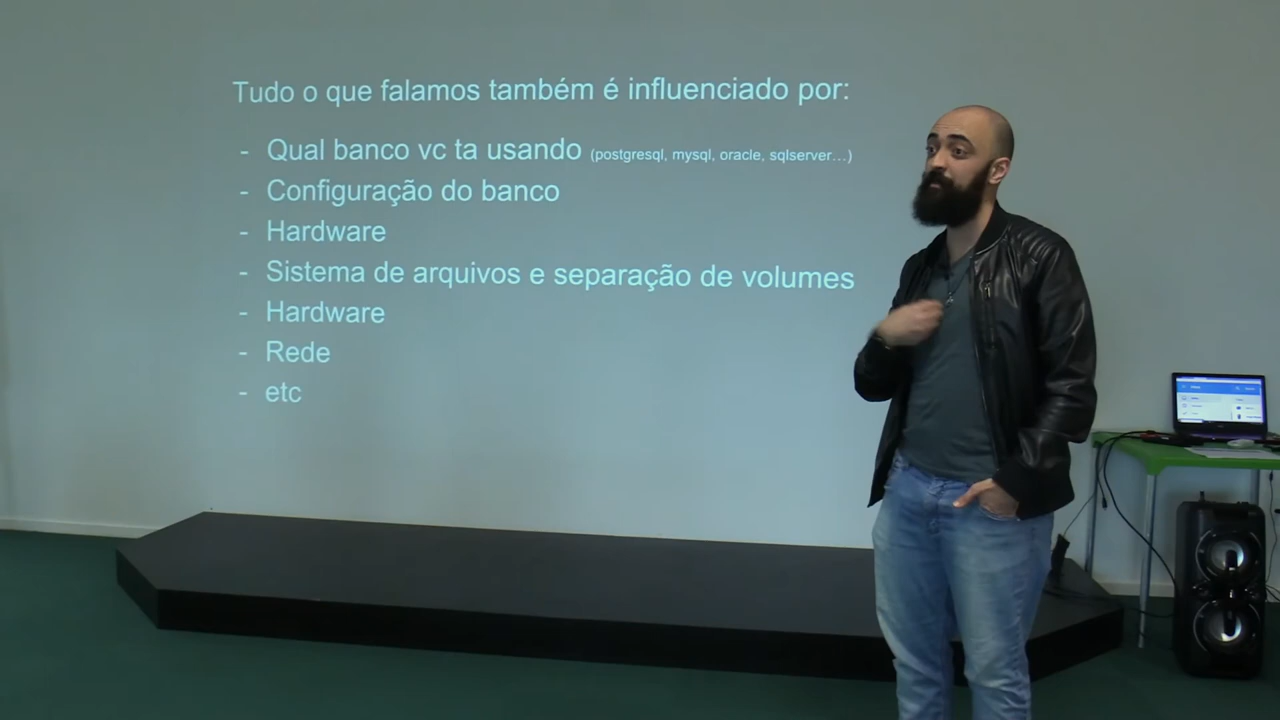 Tudo o que falamos também é influenciado por:
- Qual banco vc ta usando (postgresql, mysql, oracle, sqlserver…)
- Configuração do banco
- Hardware
- Sistema de arquivos e separação de volumes
- Hardware
- Rede
- etc